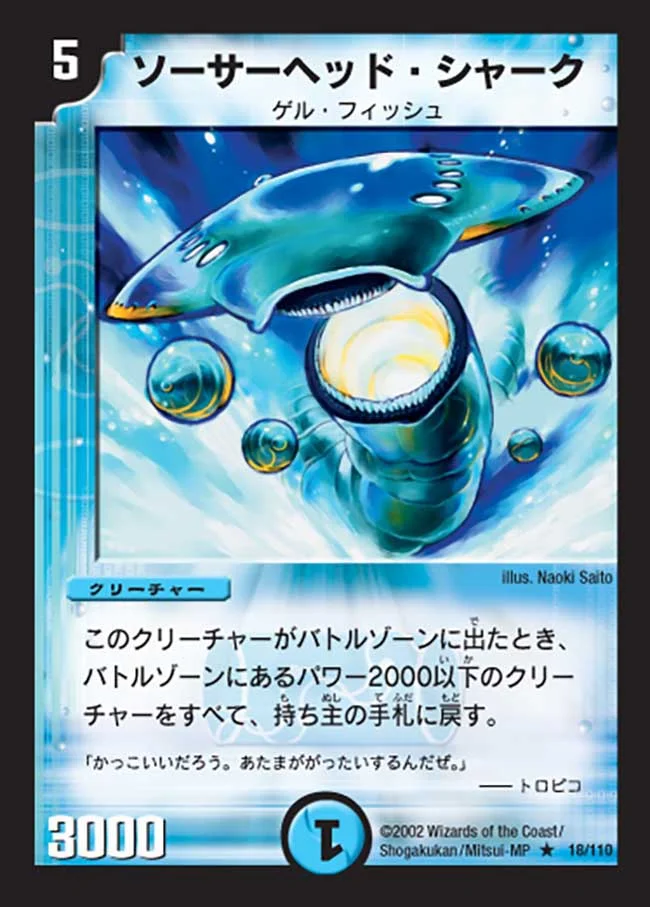 5
ソーサーヘッド・シャーク
ゲル・フィッシュ
illus. Naoki Saito
クリーチャー
このクリーチャーがバトルゾーンに出たとき、
バトルゾーンにあるパワー2000以下のクリー
チャーをすべて、持ち主の手札に戻す。
「かっこいいだろう。あたまががったいするんだぜ。」
—— トロピコ
3000
1
©2002 Wizards of the Coast/
Shogakukan/Mitsui-MP ★ 18/110